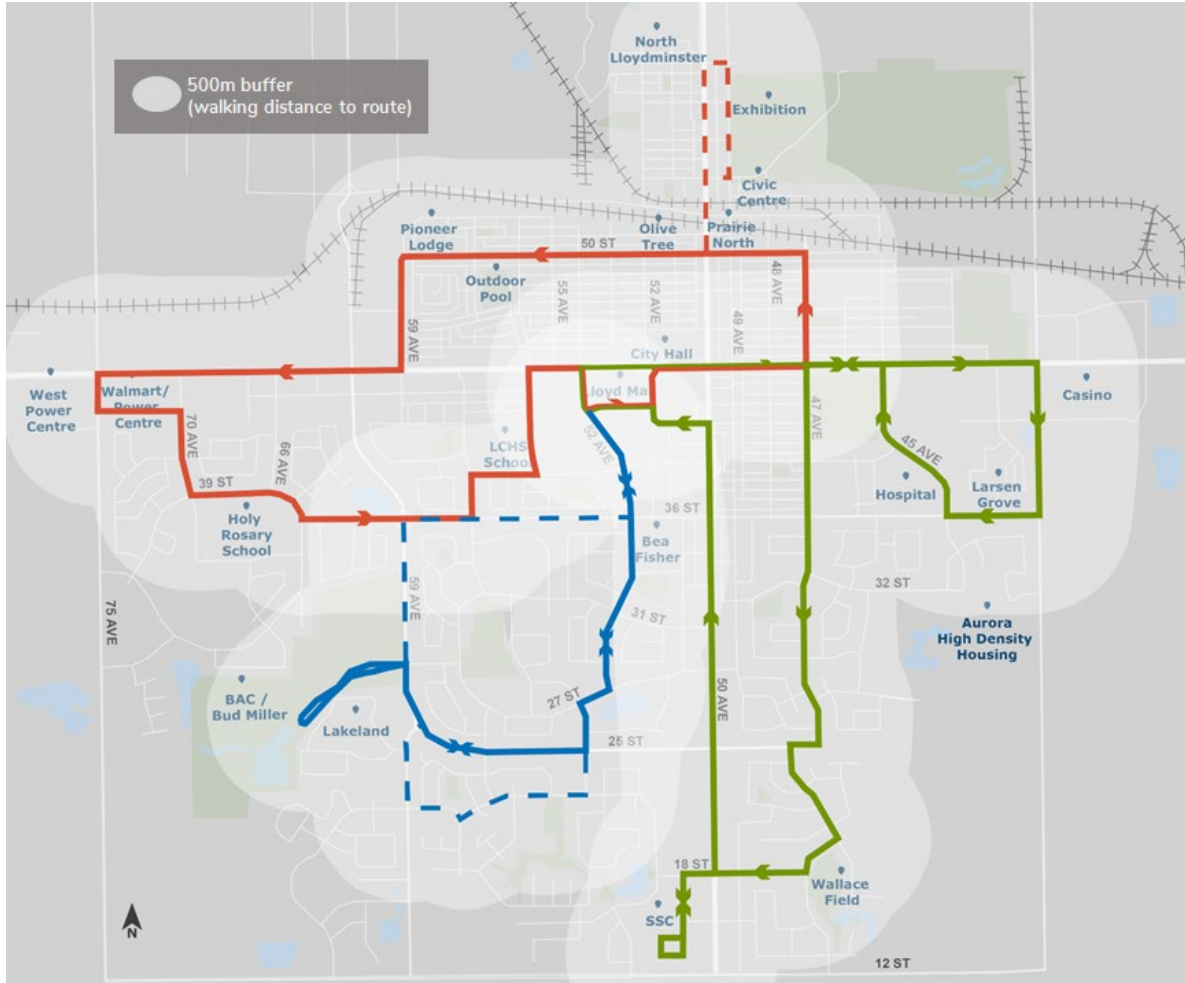 North
Lloydminster
500m buffer
(walking distance to route)
Exhibition
Civic
Centre
Pioneer
Lodge
50 ST
Olive
Tree
Prairie
North
Outdoor
Pool
48 AVE
55 AVE
52 AVE
49 AVE
59 AVE
City Hall
West
Power
Centre
Walmart/
Power
Centre
Lloyd Ma
Casino
70 AVE
66 AVE
LCHS
School
52 AVE
47 AVE
45 AVE
39 ST
Holy
Rosary
School
Hospital
Larsen
Grove
36 ST
Bea
Fisher
59 AVE
75 AVE
31 ST
32 ST
Aurora
High Density
Housing
BAC /
Bud Miller
Lakeland
27 ST
50 AVE
25 ST
18 ST
Wallace
Field
SSC
N
12 ST